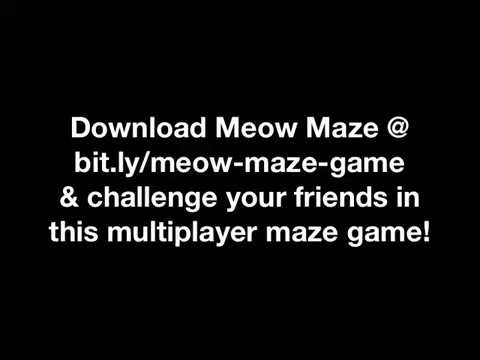 Download Meow Maze @
bit.ly/meow-maze-game
& challenge your friends in
this multiplayer maze game!